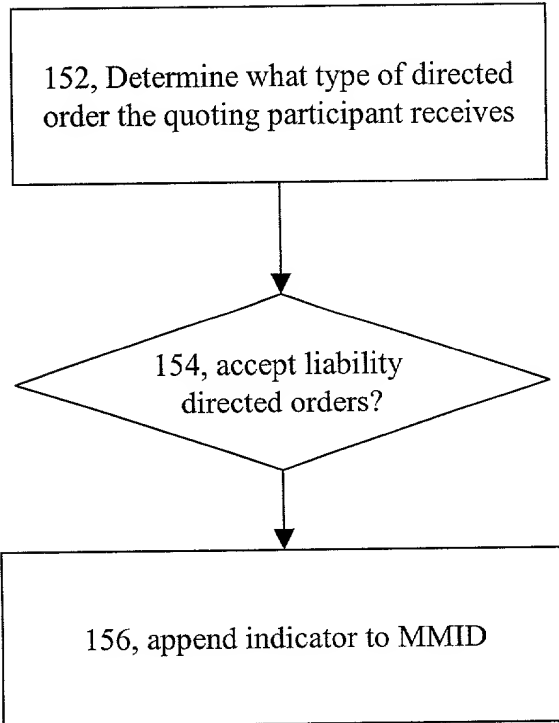 152, Determine what type of directed
order the quoting participant receives
154, accept liability
directed orders?
156, append indicator to MMID